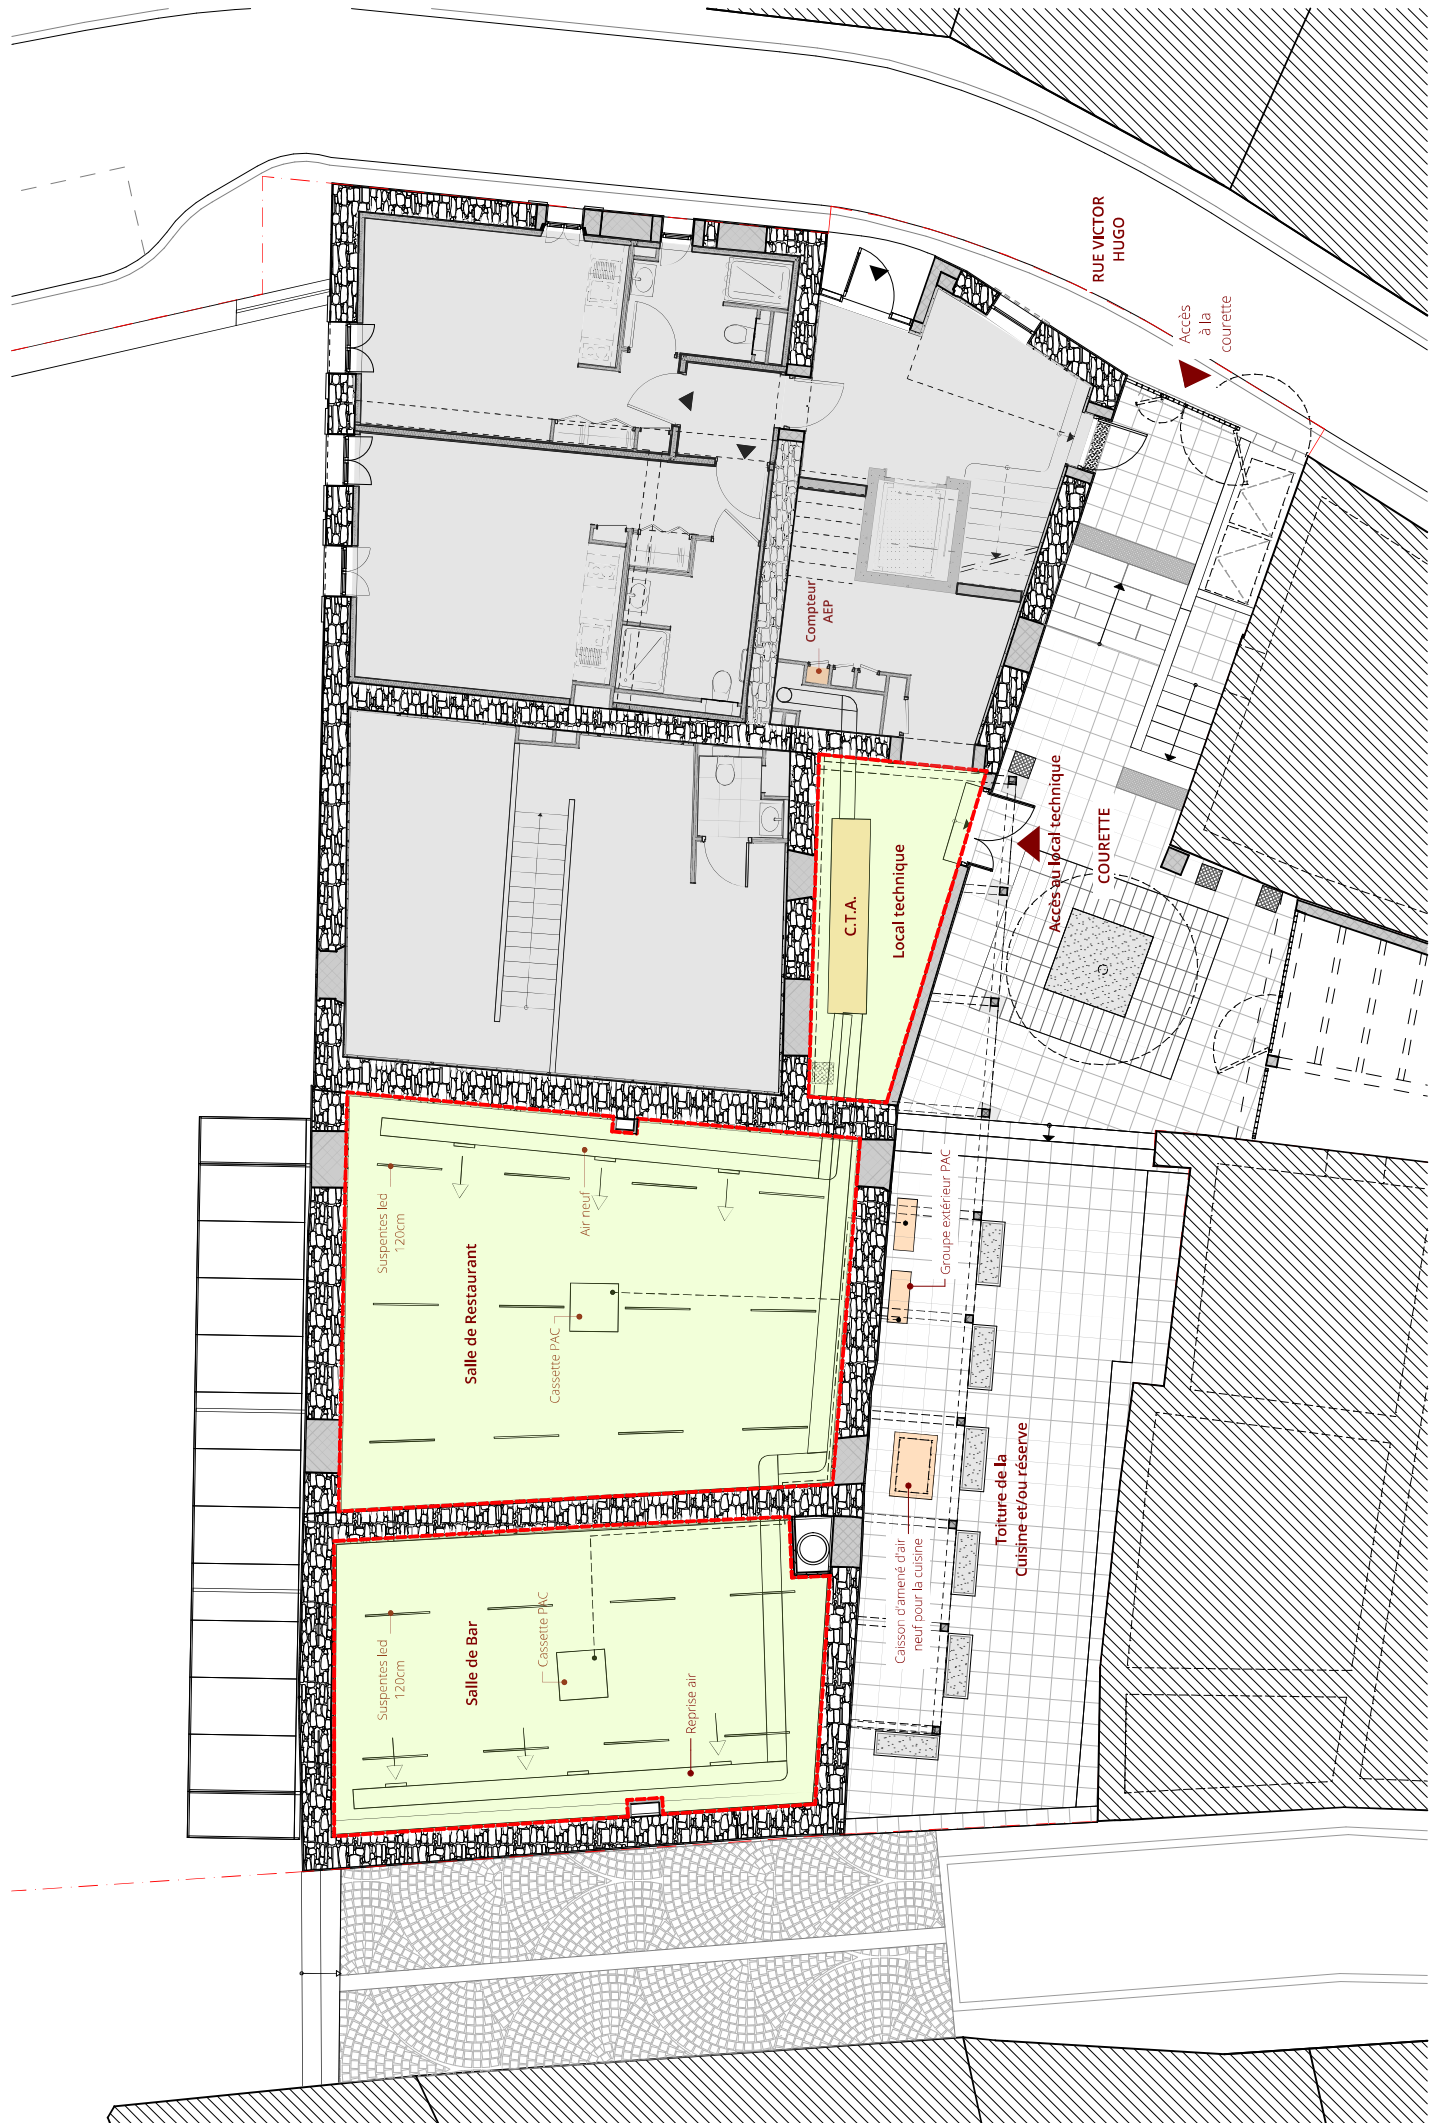 RUE VICTOR
HUGO
Accès
à la
courette
Compteur
AEP
Accès au local technique
COURETTE
C.T.A.
Local technique
Suspentes led
120cm
Air neuf
Salle de Restaurant
Cassette PAC
Groupe extérieur PAC
Toiture de la
Cuisine et/ou réserve
Caisson d'amené d'air
neuf pour la cuisine
Suspentes led
120cm
Salle de Bar
Cassette PAC
Reprise air